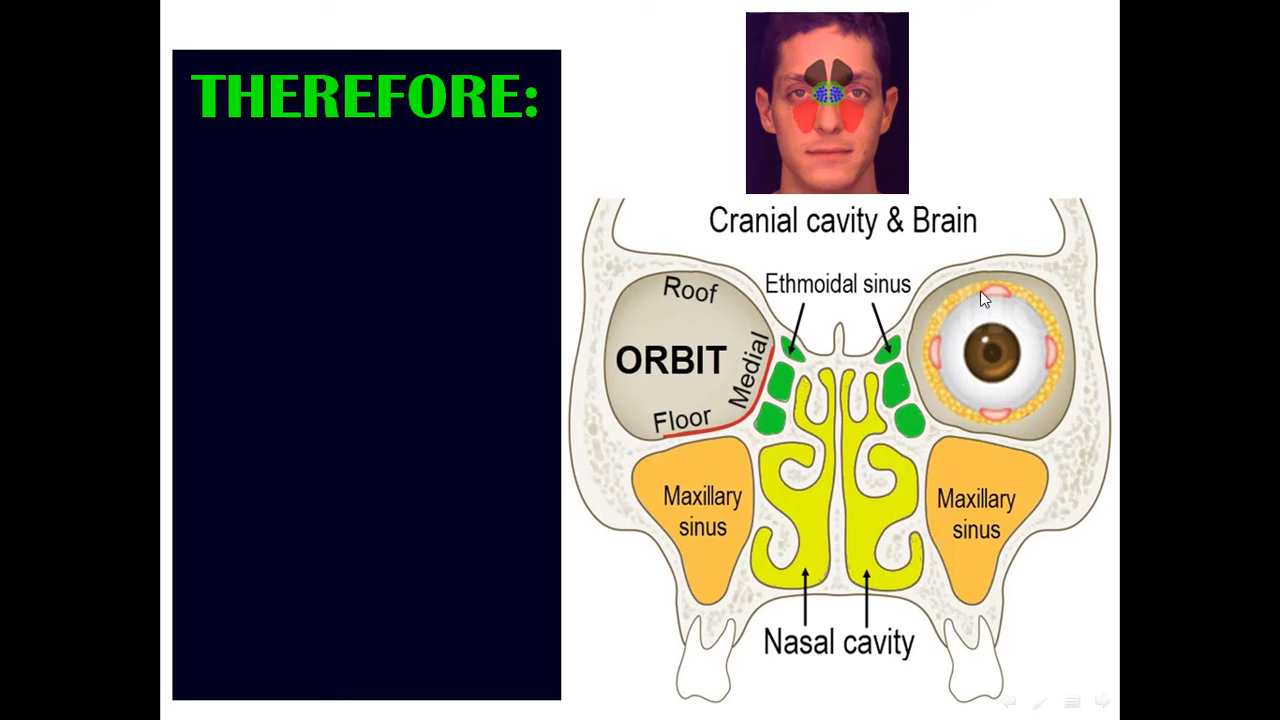 THEREFORE:
Cranial cavity & Brain
Ethmoidal sinus
Roof
ORBIT
Medial
Floor
Maxillary
sinus
Maxillary
sinus
Nasal cavity